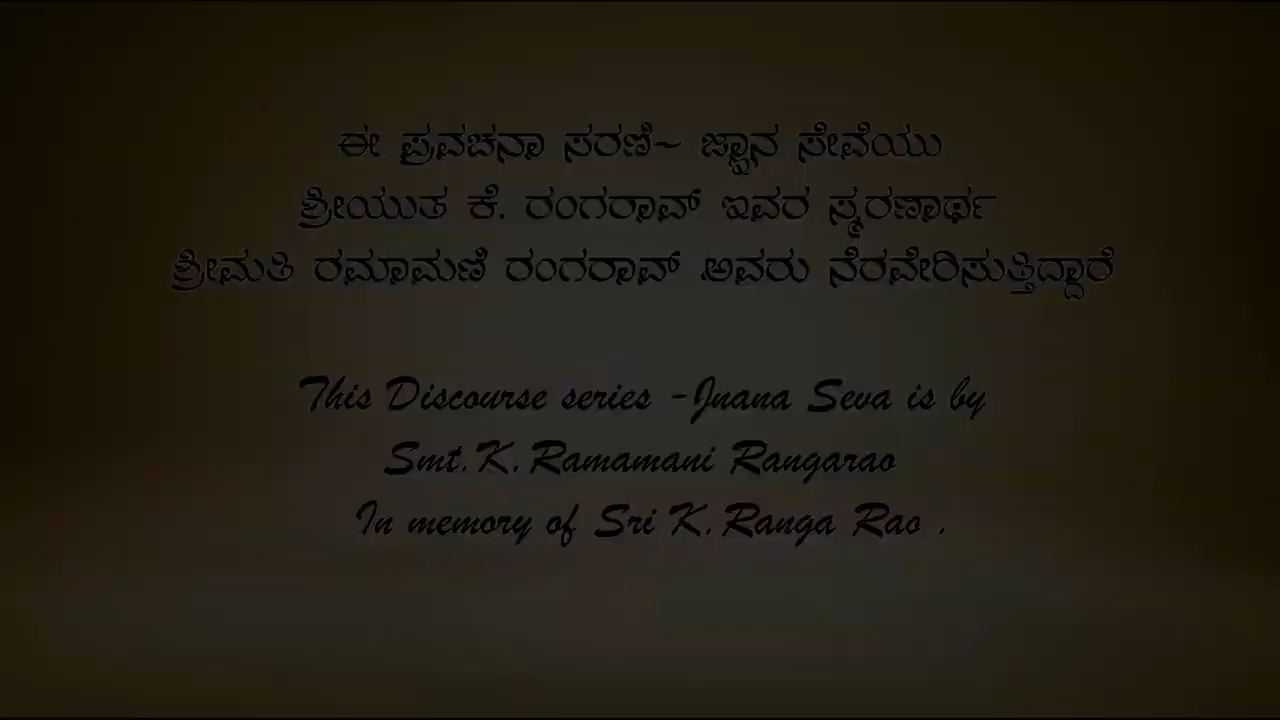 ಈ ಪ್ರವಚನಾ ಸರಣಿ~ ಜ್ಞಾನ ಸೇವೆಯು
ಶ್ರೀಯುತ ಕೆ. ರಂಗರಾವ್ ಇವರ ಸ್ಮರಣಾರ್ಥ
ಶ್ರೀಮತಿ ರಮಾಮಣಿ ರಂಗರಾವ್ ಅವರು ನೆರವೇರಿಸುತ್ತಿದ್ದಾರೆ
This Discourse series -Jnana Seva is by
Smt.K.Ramamani Rangarao
In memory of Sri K.Ranga Rao .